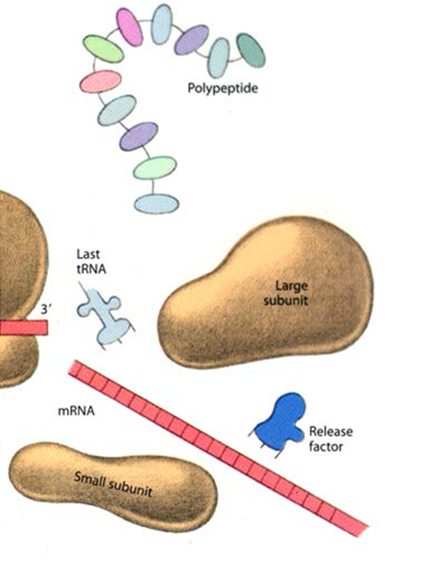 Polypeptide
Last
tRNA
Large
subunit
3′
mRNA
Release
factor
Small subunit